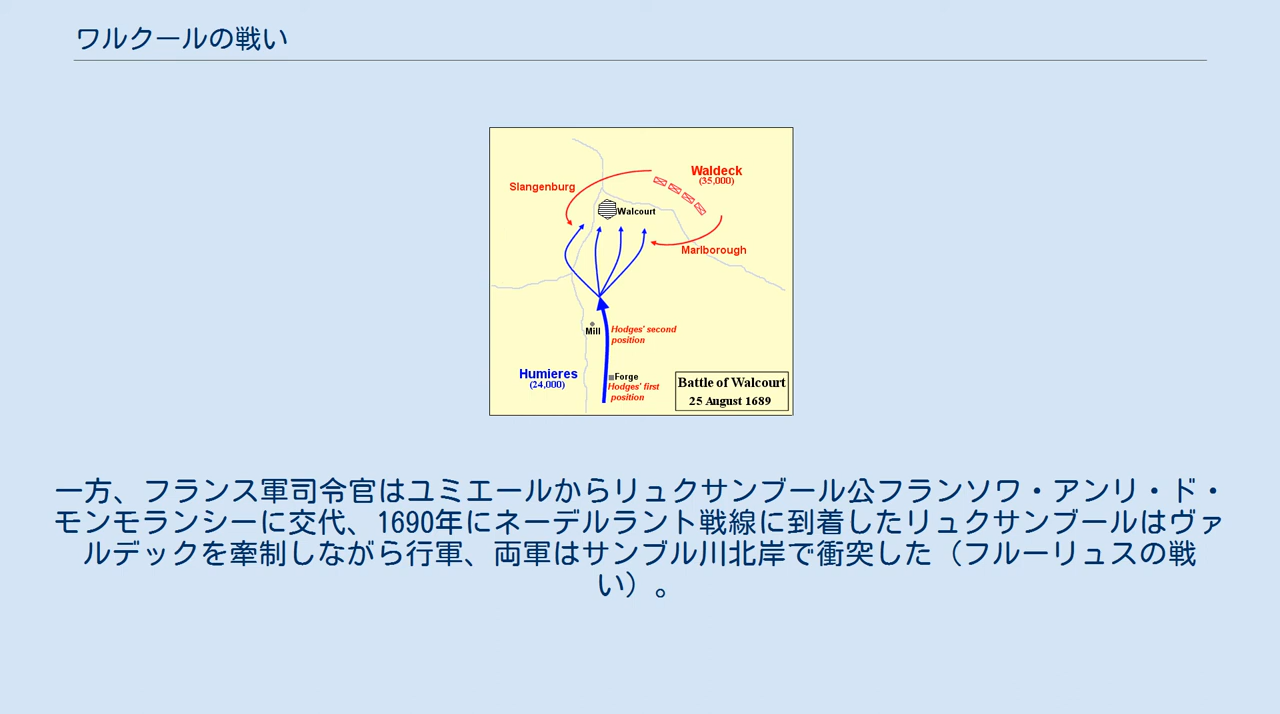 ワルクールの戦い
Waldeck
(35,000)
Slangenburg
Walcourt
Marlborough
Mill
Hodges' second
position
Humieres
(24,000)
Forge
Hodges' first
position
Battle of Walcourt
25 August 1689
一方、フランス軍司令官はユミエールからリュクサンブール公フランソワ・アンリ・ド・
モンモランシーに交代、1690年にネーデルラント戦線に到着したリュクサンブールはヴァ
ルデックを牽制しながら行軍、両軍はサンブル川北岸で衝突した（フルーリュスの戦
い）。